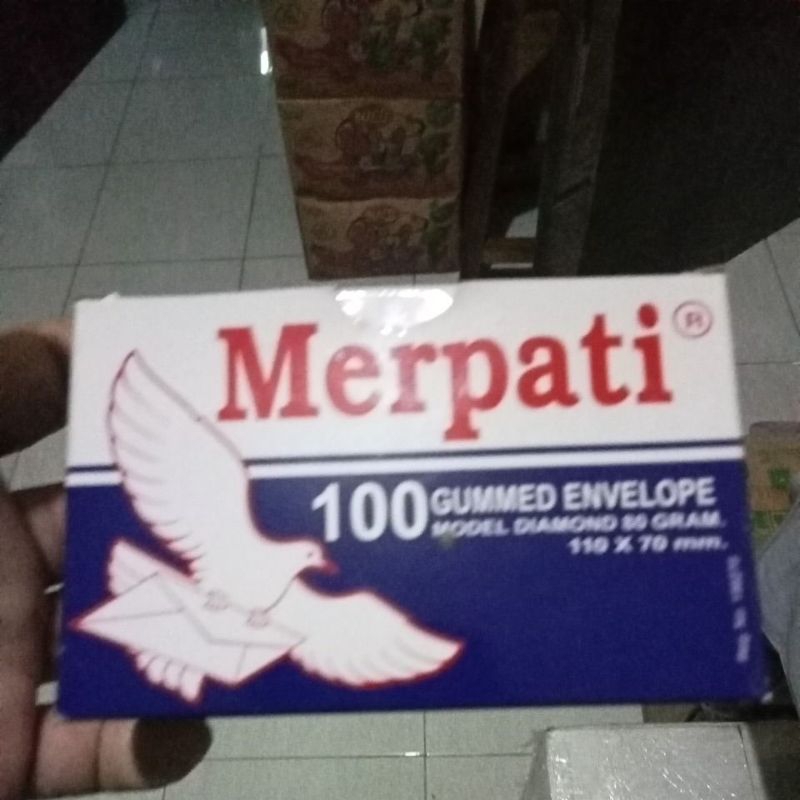 Merpati ®
100 GUMMED ENVELOPE
MODEL DIAMOND 80 GRAM.
110 X 70 mm.